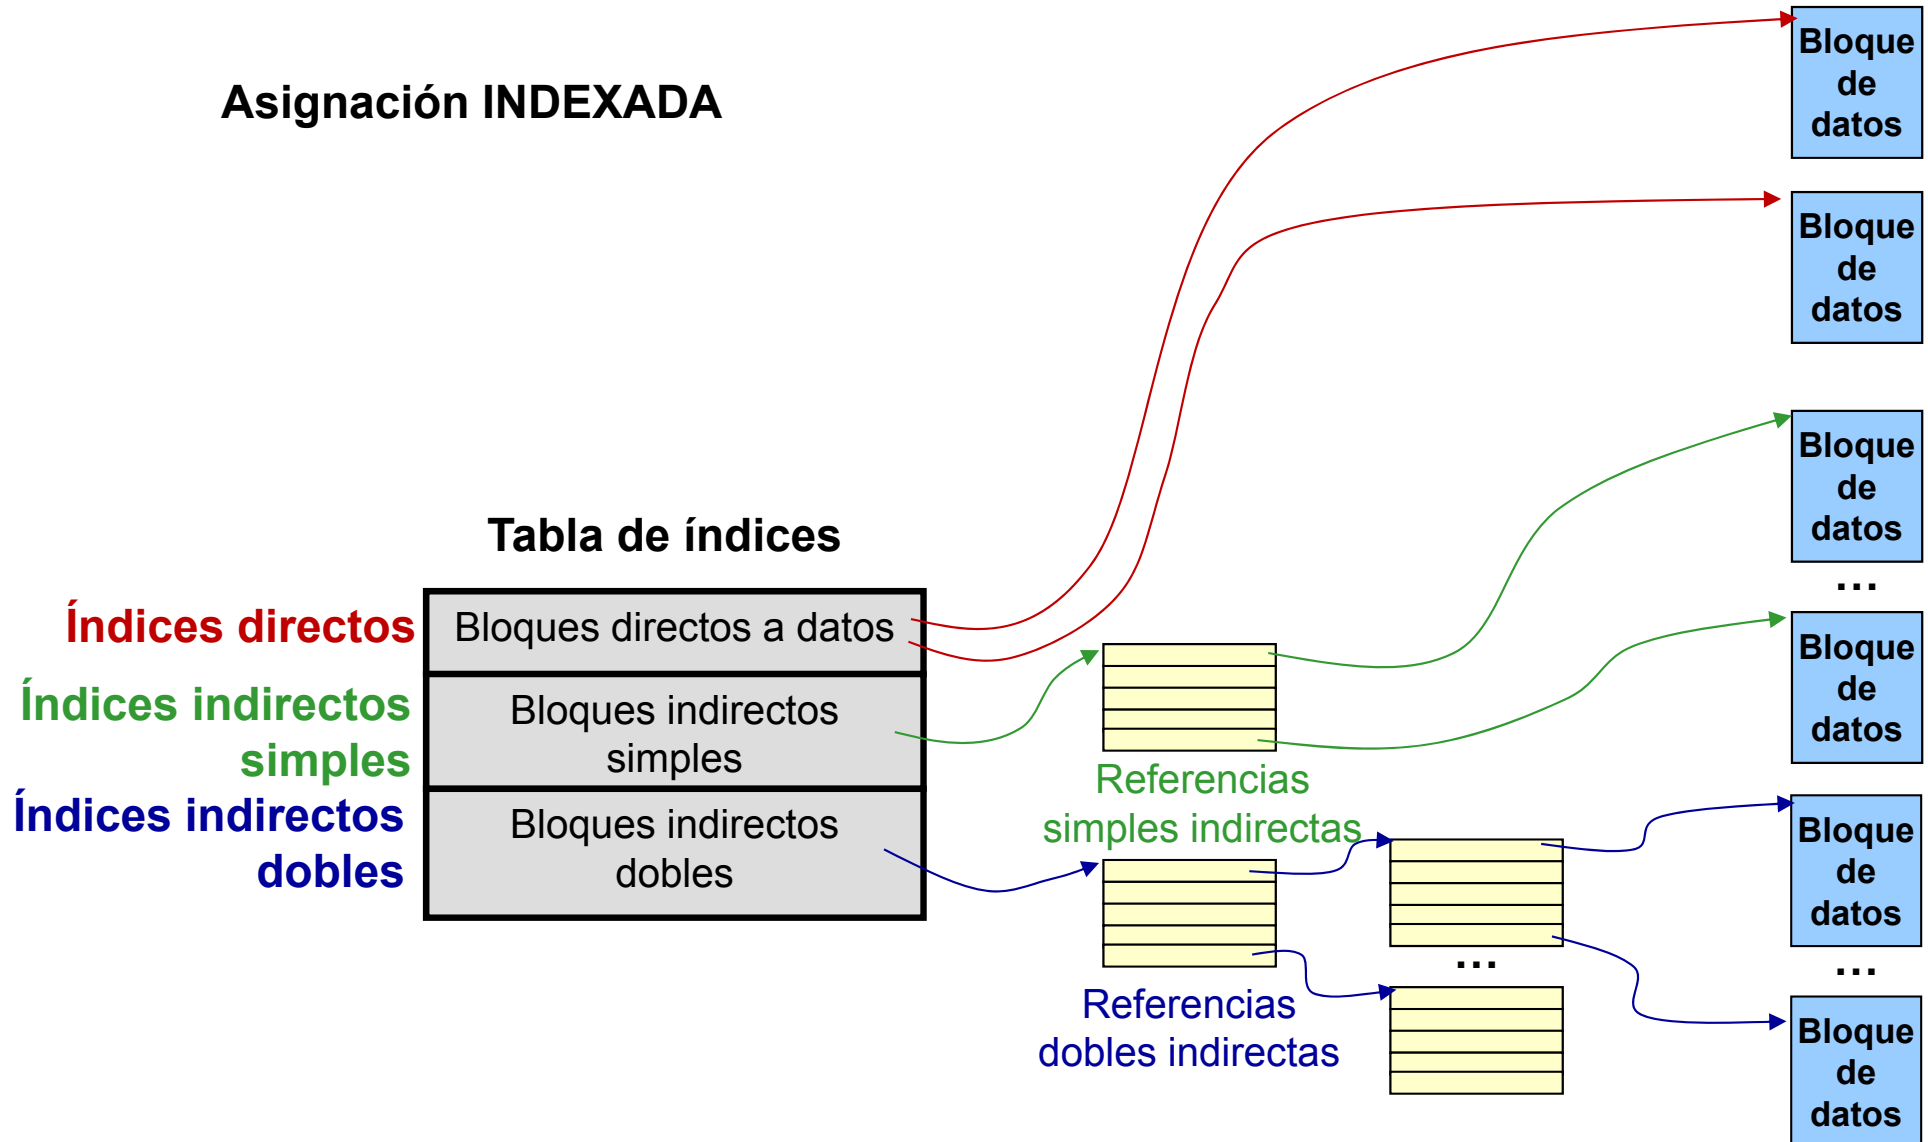 Asignación INDEXADA
Bloque
de
datos
Bloque
de
datos
Bloque
de
datos
...
Bloque
de
datos
Tabla de índices
Índices directos
Bloques directos a datos
Índices indirectos
simples
Bloques indirectos
simples
Índices indirectos
dobles
Bloques indirectos
dobles
Referencias
simples indirectas
Referencias
dobles indirectas
...
Bloque
de
datos
...
Bloque
de
datos